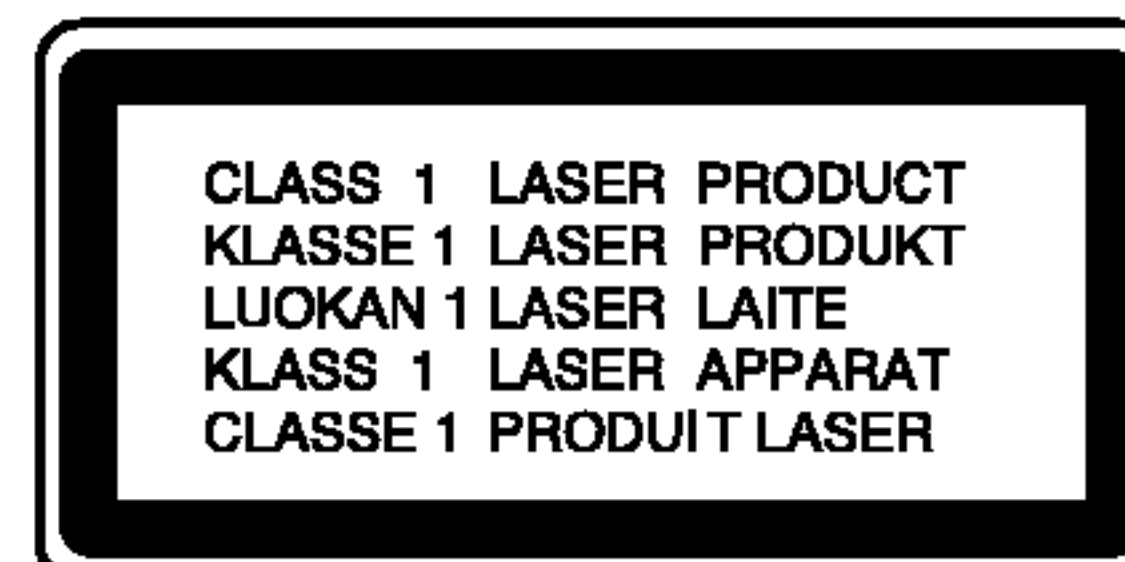 CLASS 1 LASER PRODUCT
KLASSE 1 LASER PRODUKT
LUOKAN 1 LASER LAITE
KLASS 1 LASER APPARAT
CLASSE 1 PRODUIT LASER